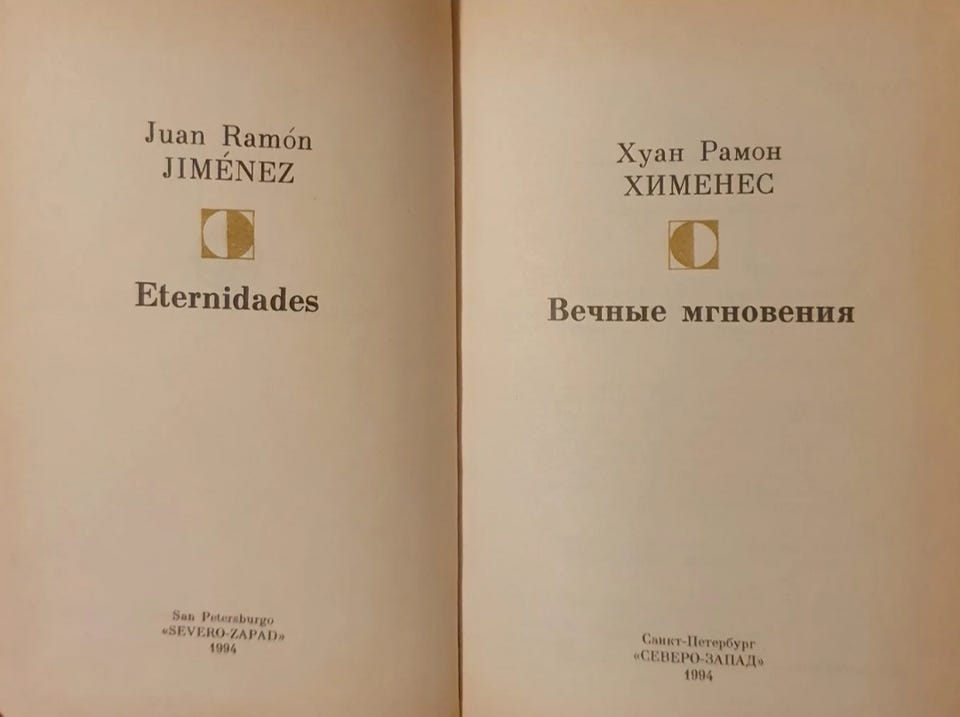 Juan Ramón
JIMÉNEZ
Eternidades
San Petersburgo
«SEVERO-ZAPAD»
1994
Хуан Рамон
ХИМЕНЕС
Вечные мгновения
Санкт-Петербург
«СЕВЕРО-ЗАПАД»
1994